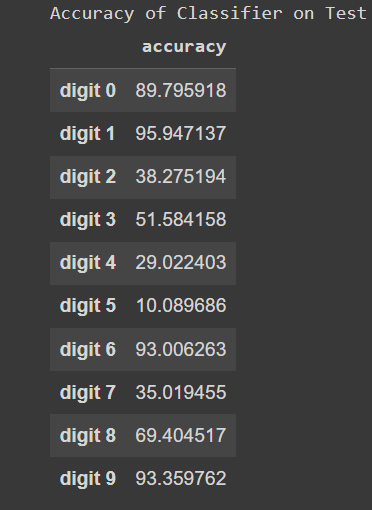 Accuracy of Classifier on Test
accuracy
digit 0 89.795918
digit 1 95.947137
digit 2 38.275194
digit 3 51.584158
digit 4 29.022403
digit 5 10.089686
digit 6 93.006263
digit 7 35.019455
digit 8 69.404517
digit 9 93.359762